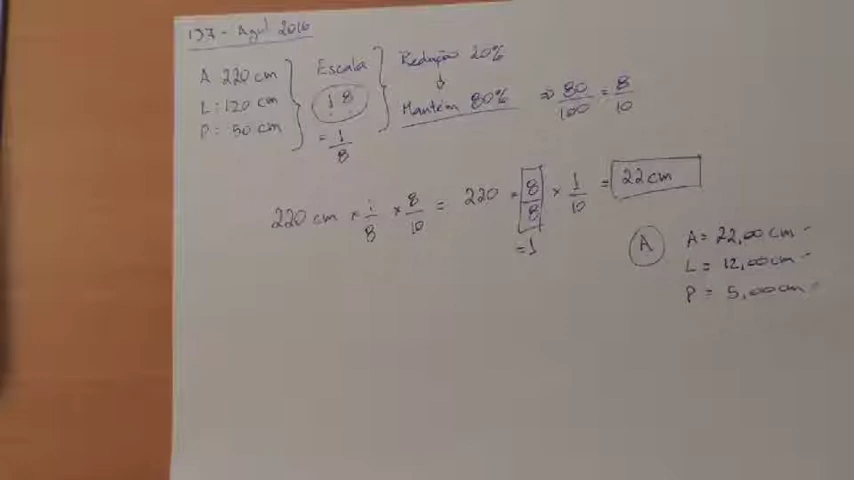 137 - Azul 2016
A 220 cm
L: 120 cm
P: 50 cm
Escala
1 : 8
= 1/8
Redução 20%
↓
Mantém 80%
⇒ 80/100 = 8/10
220 cm × 1/8 × 8/10 = 220 × 8/8 × 1/10 = 22 cm
= 1
A
A = 22,00 cm
L = 12,00 cm
P = 5,00 cm